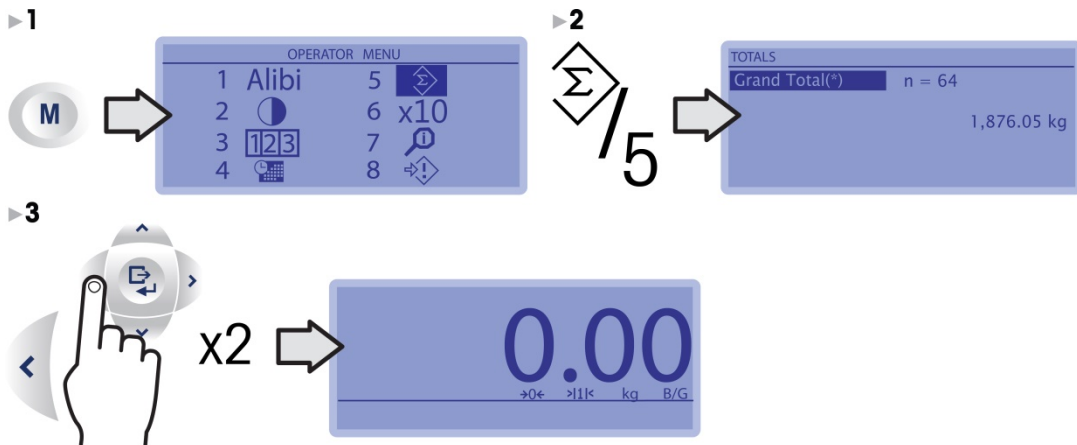 1
M
OPERATOR MENU
1 Alibi 5 Σ
2 6 x10
3 123 7 i
4 8 !
2
Σ/5
TOTALS
Grand Total(*) n = 64
1,876.05 kg
3
x2
0.00
→0← >|1|< kg B/G